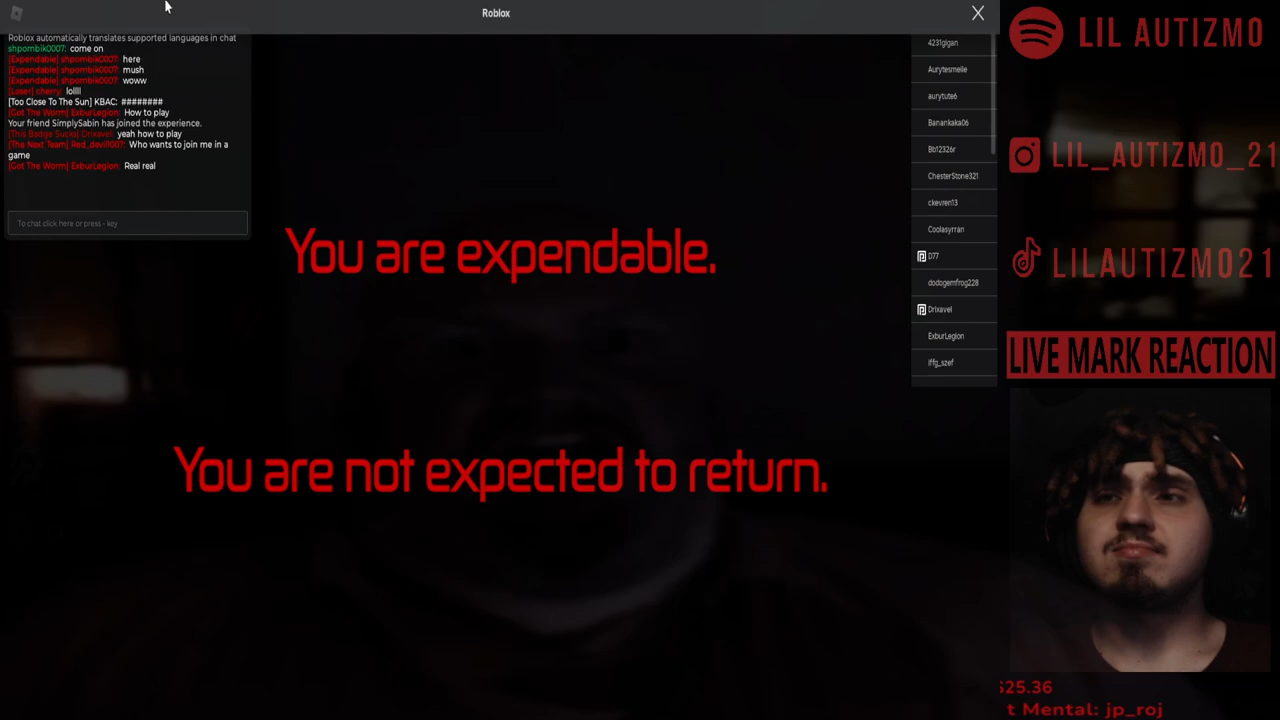 Roblox
Roblox automatically translates supported languages in chat
shpombik0007: come on
[Expendable] shpombik0007: here
[Expendable] shpombik0007: mush
[Expendable] shpombik0007: woww
[Loser] cherry: lollll
[Too Close To The Sun] KBAC: ########
[Got The Worm] ExburLegion: How to play
Your friend SimplySabin has joined the experience.
[This Badge Sucks] Drixavel: yeah how to play
[The Next Team] Red_devil1007: Who wants to join me in a
game
[Got The Worm] ExburLegion: Real real
To chat click here or press - key
You are expendable.
You are not expected to return.
4231gigan
Aurytesmeile
aurytute6
Banankaka06
Bb12326r
ChesterStone321
ckevren13
Coolasyrran
D77
dodogemfrog228
Drixavel
ExburLegion
iffg_szef
LIL AUTIZMO
LIL_AUTIZMO_21
LILAUTIZMO21
LIVE MARK REACTION
$25.36
t Mental: jp_roj